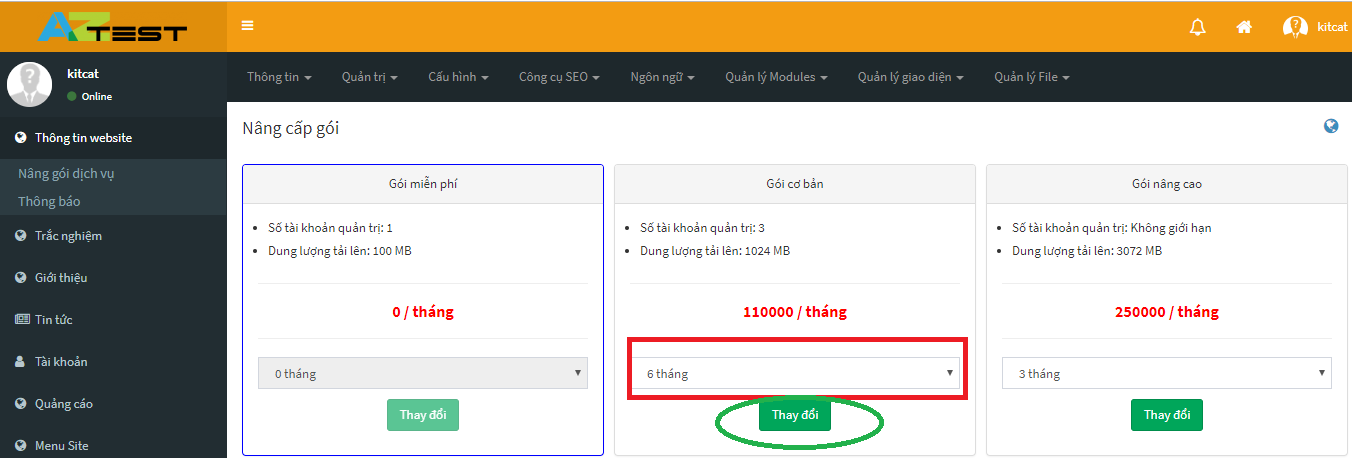 AZTEST
kitcat
kitcat
Online
Thông tin
Quản trị
Cấu hình
Công cụ SEO
Ngôn ngữ
Quản lý Modules
Quản lý giao diện
Quản lý File
Thông tin website
Nâng gói dịch vụ
Thông báo
Trắc nghiệm
Giới thiệu
Tin tức
Tài khoản
Quảng cáo
Menu Site
Nâng cấp gói
Gói miễn phí
Số tài khoản quản trị: 1
Dung lượng tải lên: 100 MB
0 / tháng
0 tháng
Thay đổi
Gói cơ bản
Số tài khoản quản trị: 3
Dung lượng tải lên: 1024 MB
110000 / tháng
6 tháng
Thay đổi
Gói nâng cao
Số tài khoản quản trị: Không giới hạn
Dung lượng tải lên: 3072 MB
250000 / tháng
3 tháng
Thay đổi